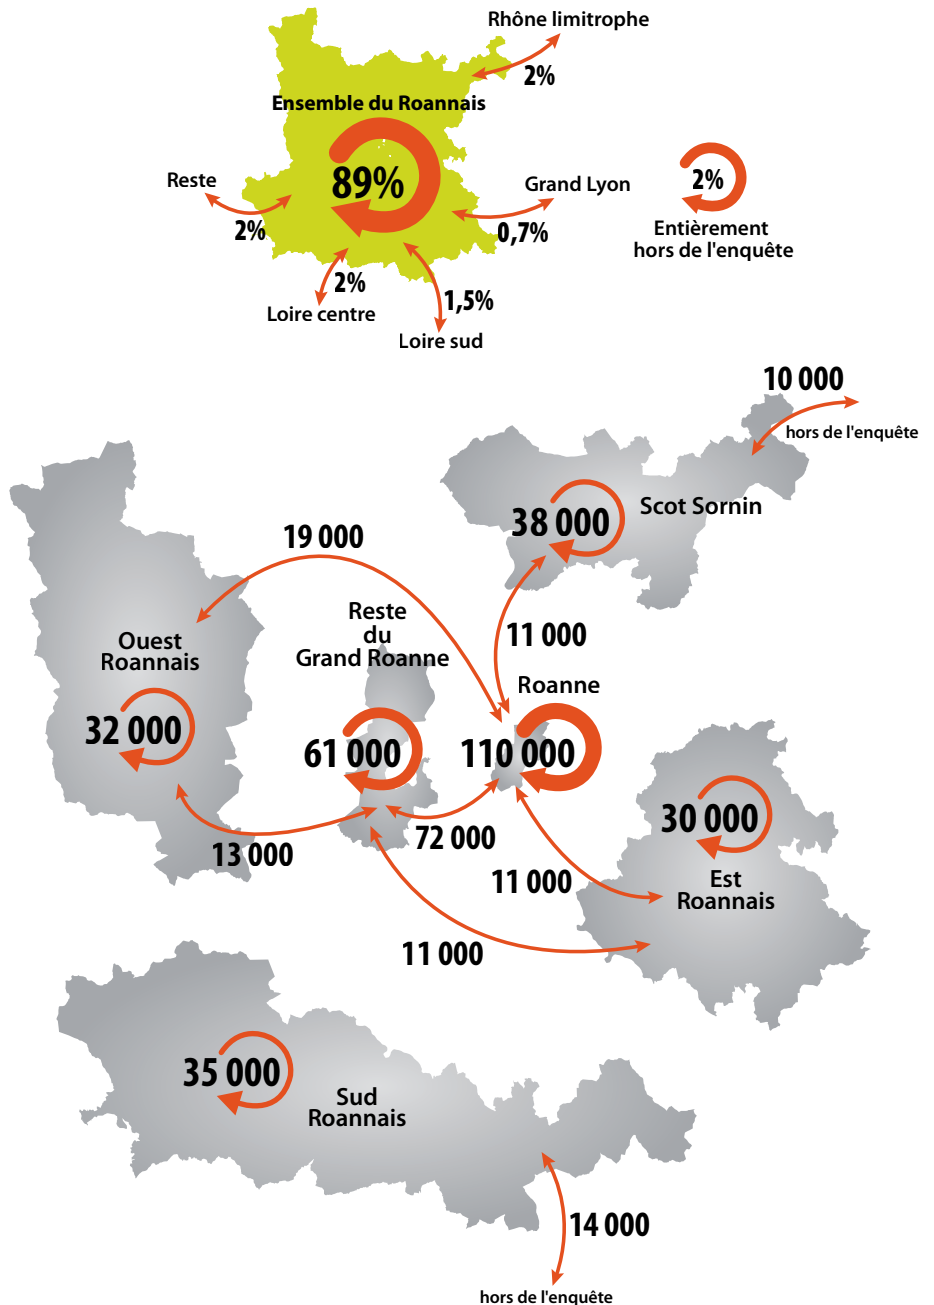 Rhône limitrophe
2%
Ensemble du Roannais
89%
Reste
2%
Grand Lyon
0,7%
2%
Entièrement
hors de l'enquête
2%
Loire centre
1,5%
Loire sud
10 000
hors de l'enquête
Scot Sornin
38 000
19 000
11 000
Ouest
Roannais
32 000
Reste
du
Grand Roanne
61 000
Roanne
110 000
13 000
72 000
30 000
Est
Roannais
11 000
11 000
35 000
Sud
Roannais
14 000
hors de l'enquête